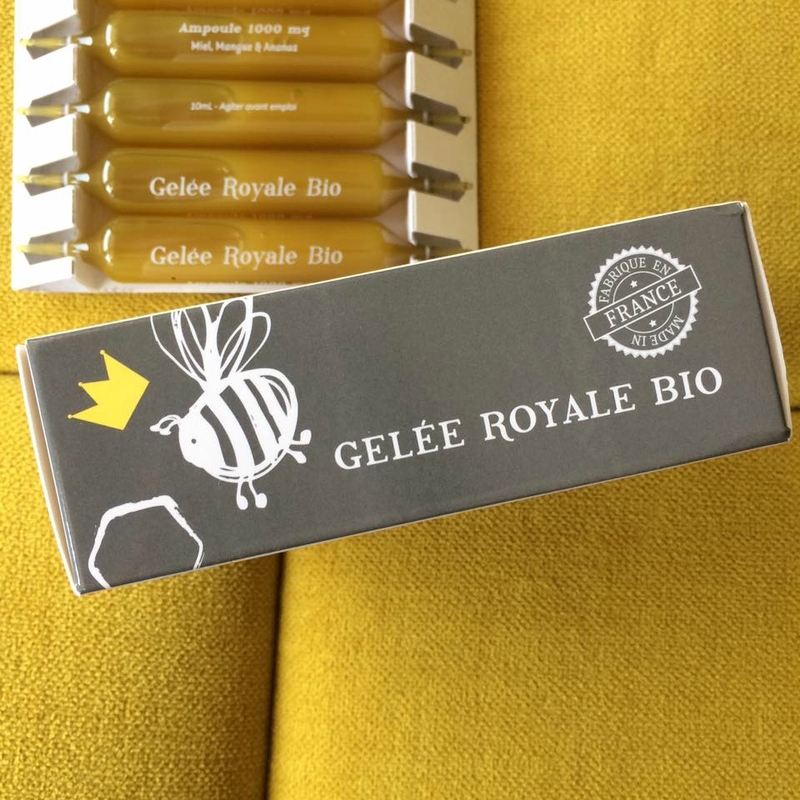 Ampoule 1000 mg
Miel, Mangue & Ananas
10mL - Agiter avant emploi
Gelée Royale Bio
Gelée Royale Bio
FABRIQUE EN
FRANCE
MADE IN
GELÉE ROYALE BIO